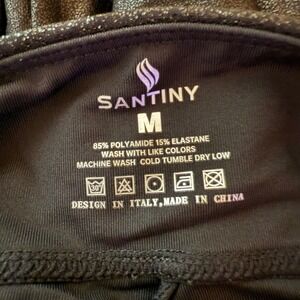 SANTINY
M
85% POLYAMIDE 15% ELASTANE
WASH WITH LIKE COLORS
MACHINE WASH COLD TUMBLE DRY LOW
30°
DESIGN IN ITALY,MADE IN CHINA